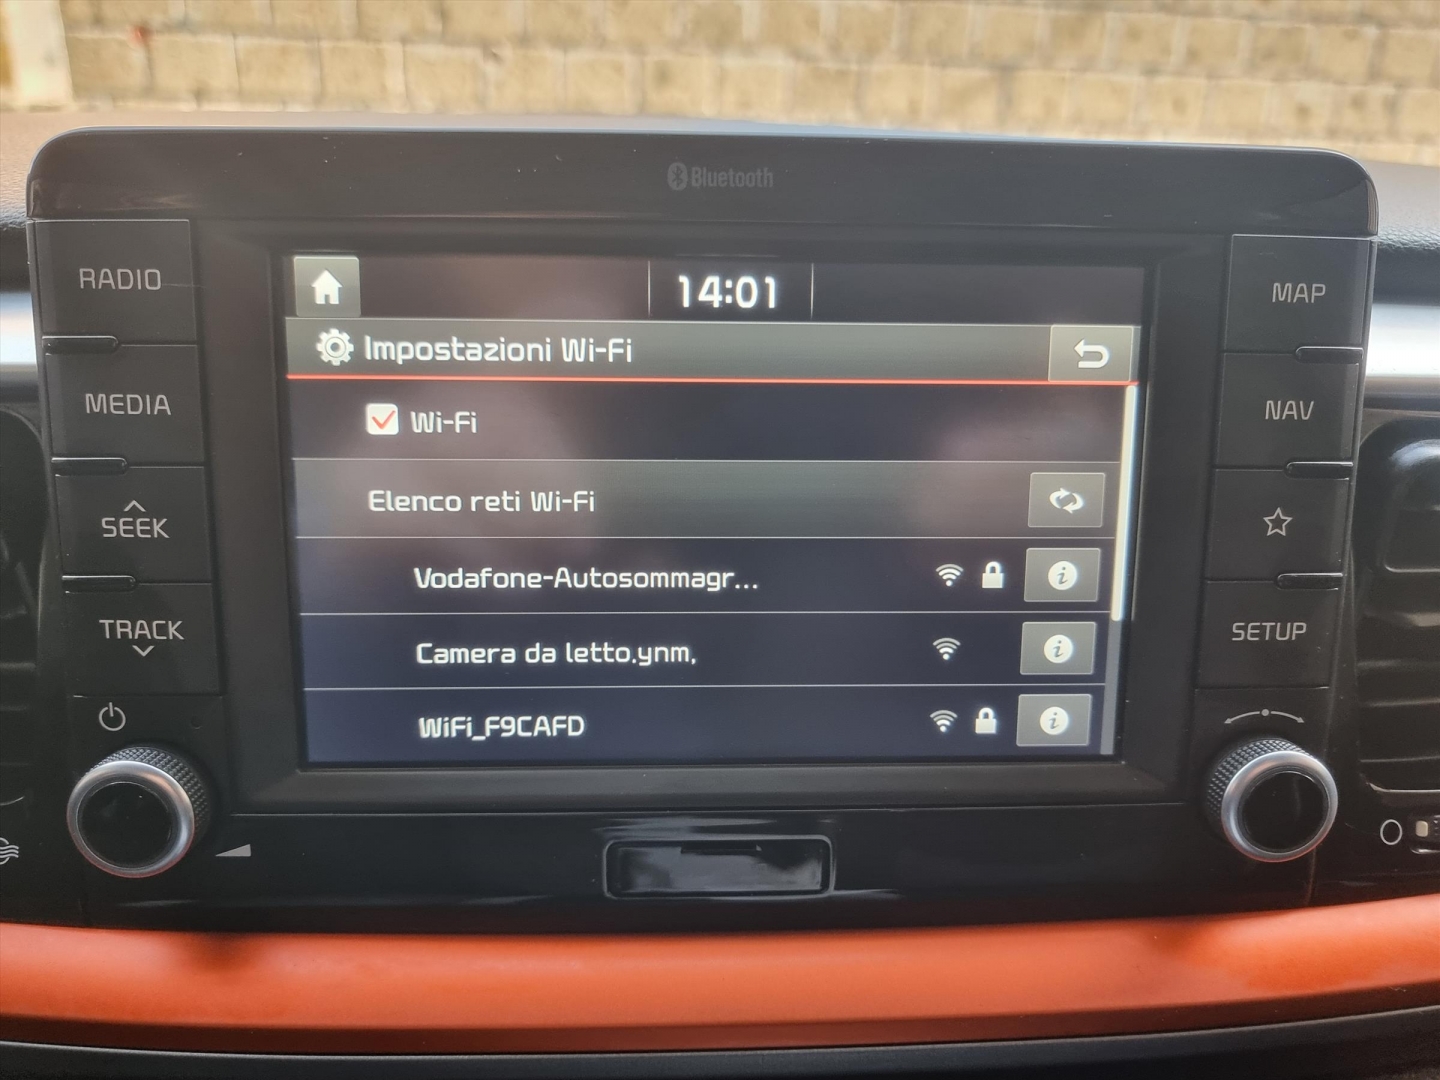 Bluetooth
RADIO
MEDIA
SEEK
TRACK
14:01
Impostazioni Wi-Fi
Wi-Fi
Elenco reti Wi-Fi
Vodafone-Autosommagr...
Camera da letto.ynm,
WiFi_F9CAFD
MAP
NAV
SETUP